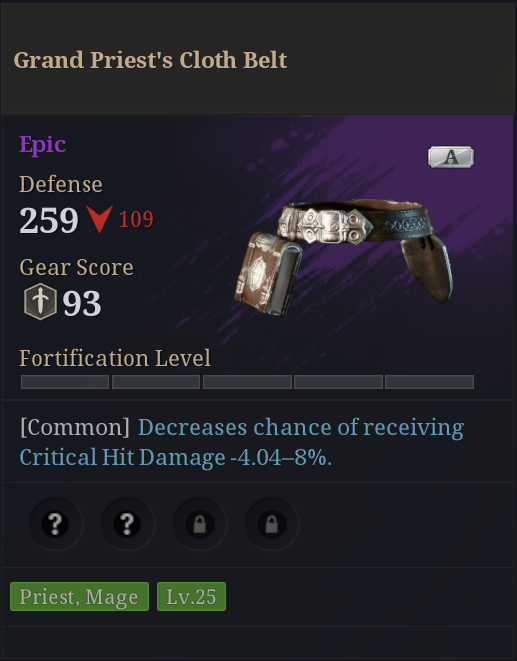 Grand Priest's Cloth Belt
Epic
A
Defense
259 109
Gear Score
93
Fortification Level
[Common] Decreases chance of receiving
Critical Hit Damage -4.04–8%.
? ?
Priest, Mage Lv.25